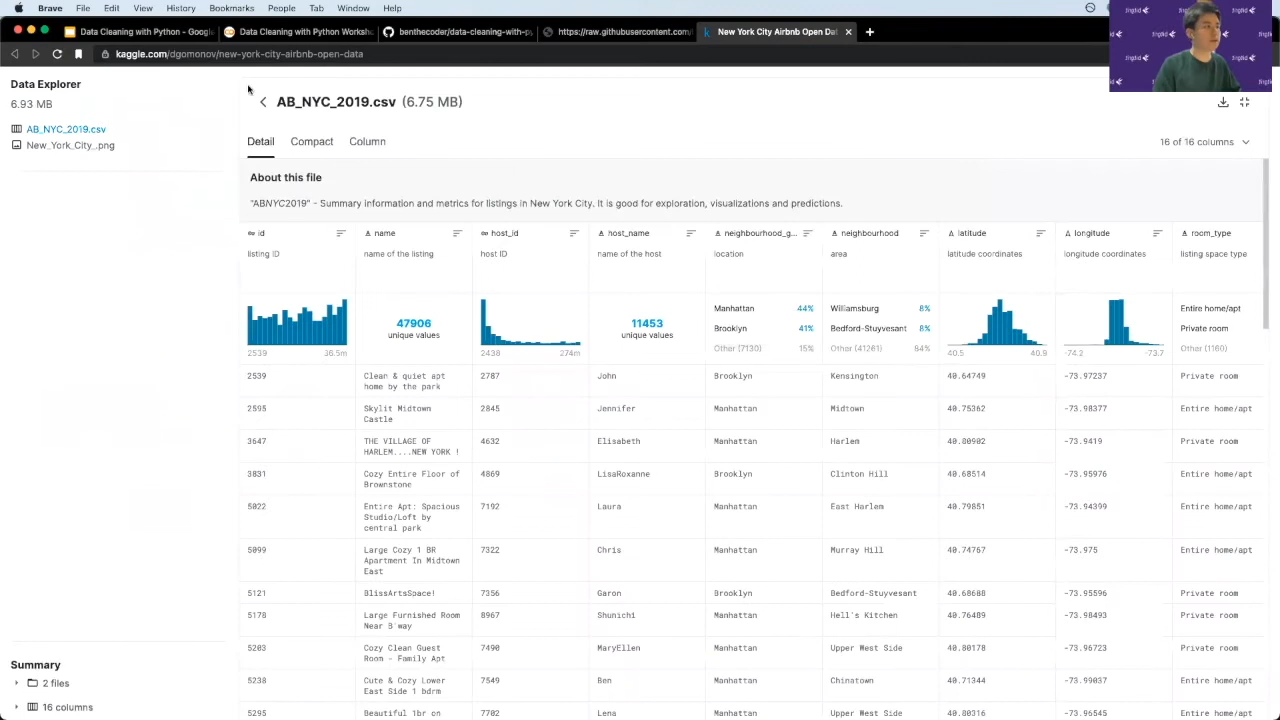 Brave File Edit View History Bookmarks People Tab Window Help
Data Cleaning with Python - Googl
Data Cleaning with Python Worksho
benthecoder/data-cleaning-with-py
https://raw.githubusercontent.com/
New York City Airbnb Open Dat
kaggle.com/dgomonov/new-york-city-airbnb-open-data
Data Explorer
6.93 MB
AB_NYC_2019.csv
New_York_City_.png
AB_NYC_2019.csv (6.75 MB)
Detail Compact Column
16 of 16 columns
About this file
"ABNYC2019" - Summary information and metrics for listings in New York City. It is good for exploration, visualizations and predictions.
id name host_id host_name neighbourhood_g... neighbourhood latitude longitude room_type
listing ID name of the listing host ID name of the host location area latitude coordinates longitude coordinates listing space type
47906
unique values
11453
unique values
Manhattan 44%
Brooklyn 41%
Other (7130) 15%
Williamsburg 8%
Bedford-Stuyvesant 8%
Other (41261) 84%
Entire home/apt
Private room
Other (1160)
2539 36.5m 2438 274m 40.5 40.9 -74.2 -73.7
2539 Clean & quiet apt home by the park 2787 John Brooklyn Kensington 40.64749 -73.97237 Private room
2595 Skylit Midtown Castle 2845 Jennifer Manhattan Midtown 40.75362 -73.98377 Entire home/apt
3647 THE VILLAGE OF HARLEM....NEW YORK ! 4632 Elisabeth Manhattan Harlem 40.80902 -73.9419 Private room
3831 Cozy Entire Floor of Brownstone 4869 LisaRoxanne Brooklyn Clinton Hill 40.68514 -73.95976 Entire home/apt
5022 Entire Apt: Spacious Studio/Loft by central park 7192 Laura Manhattan East Harlem 40.79851 -73.94399 Entire home/apt
5099 Large Cozy 1 BR Apartment In Midtown East 7322 Chris Manhattan Murray Hill 40.74767 -73.975 Entire home/apt
5121 BlissArtsSpace! 7356 Garon Brooklyn Bedford-Stuyvesant 40.68688 -73.95596 Private room
5178 Large Furnished Room Near B'way 8967 Shunichi Manhattan Hell's Kitchen 40.76489 -73.98493 Private room
5203 Cozy Clean Guest Room - Family Apt 7490 MaryEllen Manhattan Upper West Side 40.80178 -73.96723 Private room
5238 Cute & Cozy Lower East Side 1 bdrm 7549 Ben Manhattan Chinatown 40.71344 -73.99037 Entire home/apt
5295 Beautiful 1br on 7702 Lena Manhattan Upper West Side 40.80316 -73.96545 Entire home/apt
Summary
2 files
16 columns